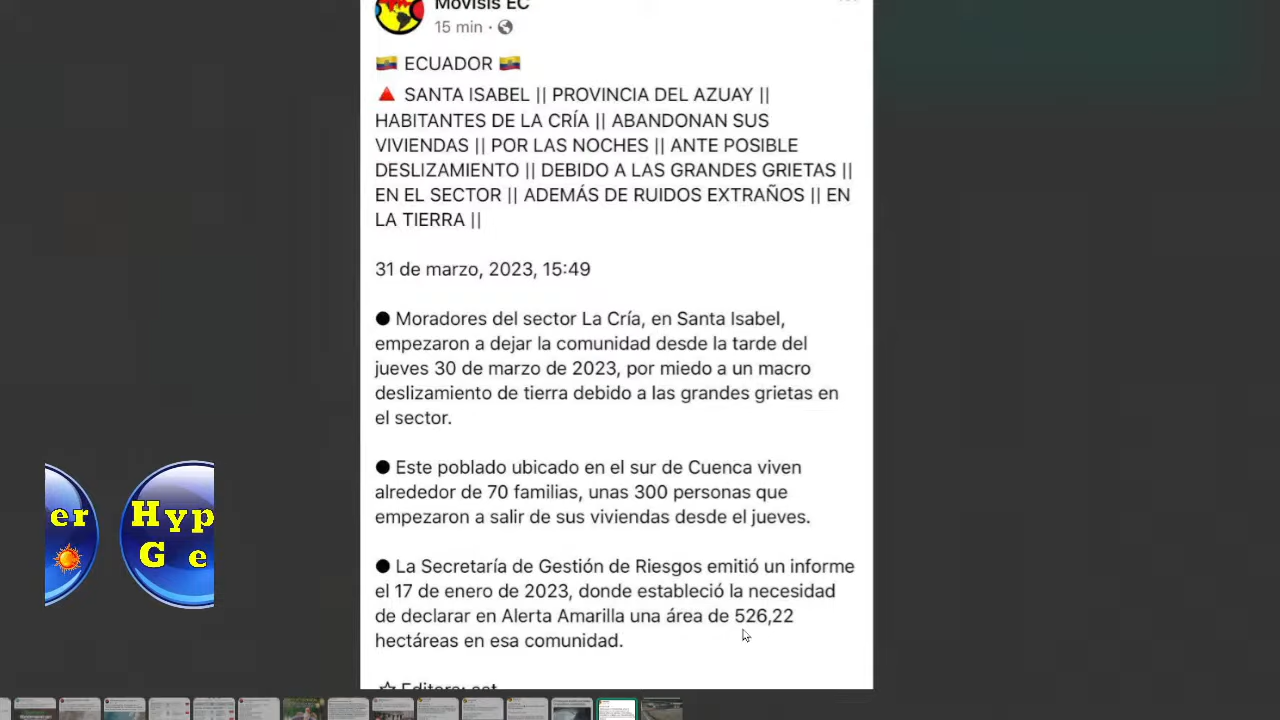 Movisis EC
15 min ·
ECUADOR
SANTA ISABEL || PROVINCIA DEL AZUAY ||
HABITANTES DE LA CRÍA || ABANDONAN SUS
VIVIENDAS || POR LAS NOCHES || ANTE POSIBLE
DESLIZAMIENTO || DEBIDO A LAS GRANDES GRIETAS ||
EN EL SECTOR || ADEMÁS DE RUIDOS EXTRAÑOS || EN
LA TIERRA ||
31 de marzo, 2023, 15:49
● Moradores del sector La Cría, en Santa Isabel,
empezaron a dejar la comunidad desde la tarde del
jueves 30 de marzo de 2023, por miedo a un macro
deslizamiento de tierra debido a las grandes grietas en
el sector.
● Este poblado ubicado en el sur de Cuenca viven
alrededor de 70 familias, unas 300 personas que
empezaron a salir de sus viviendas desde el jueves.
● La Secretaría de Gestión de Riesgos emitió un informe
el 17 de enero de 2023, donde estableció la necesidad
de declarar en Alerta Amarilla una área de 526,22
hectáreas en esa comunidad.
er
Hyp
G e